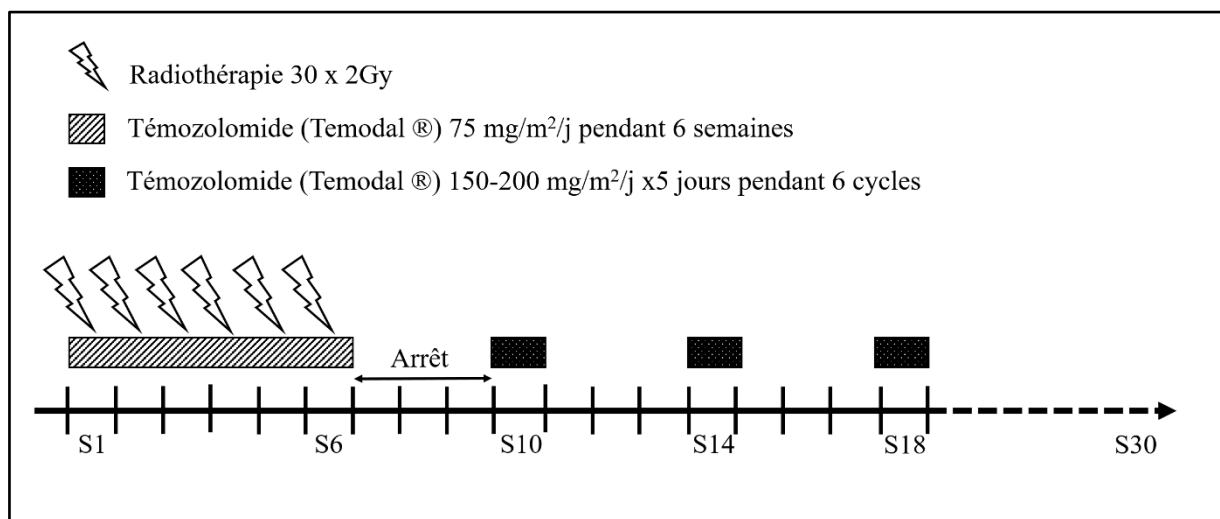 Radiothérapie 30 x 2Gy
Témozolomide (Temodal ®) 75 mg/m²/j pendant 6 semaines
Témozolomide (Temodal ®) 150-200 mg/m²/j x5 jours pendant 6 cycles
Arrêt
S1 S6 S10 S14 S18 S30